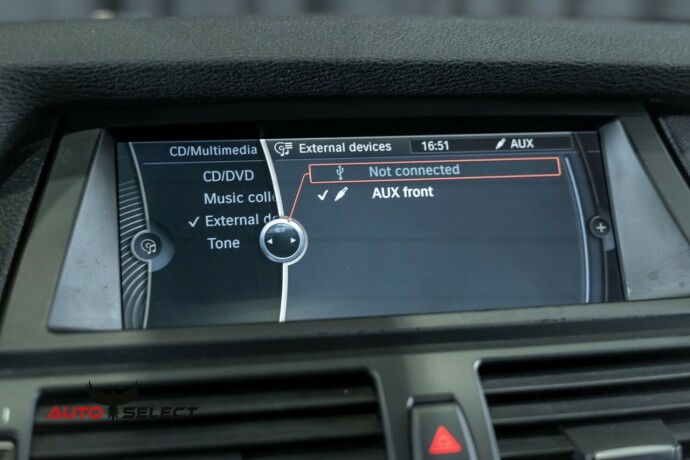 CD/Multimedia
External devices
16:51
AUX
CD/DVD
Music coll
External de
Tone
Not connected
AUX front
AUTO SELECT